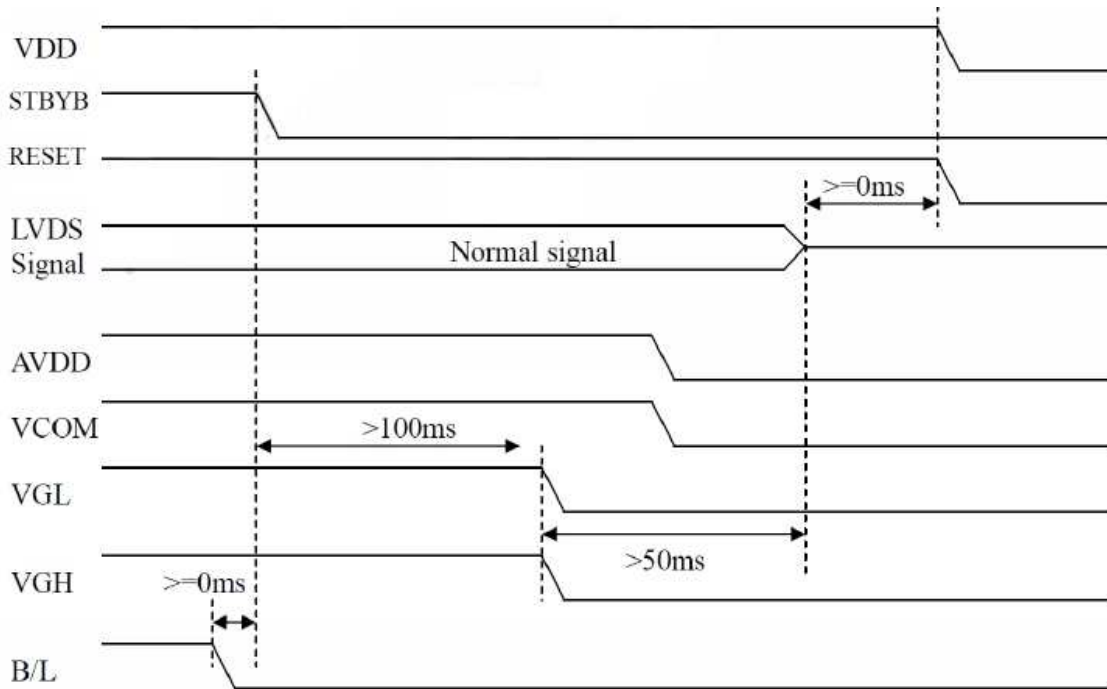 VDD
STBYB
RESET
>=0ms
LVDS
Signal
Normal signal
AVDD
VCOM
>100ms
VGL
>50ms
VGH
>=0ms
B/L